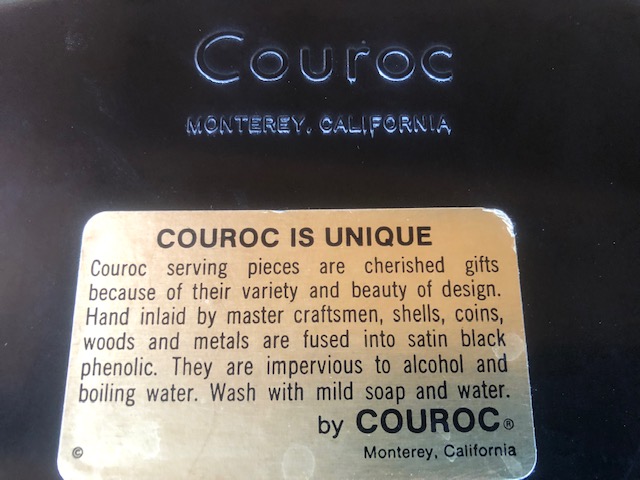 Couroc
MONTEREY, CALIFORNIA
COUROC IS UNIQUE
Couroc serving pieces are cherished gifts
because of their variety and beauty of design.
Hand inlaid by master craftsmen, shells, coins,
woods and metals are fused into satin black
phenolic. They are impervious to alcohol and
boiling water. Wash with mild soap and water.
by COUROC®
© Monterey, California